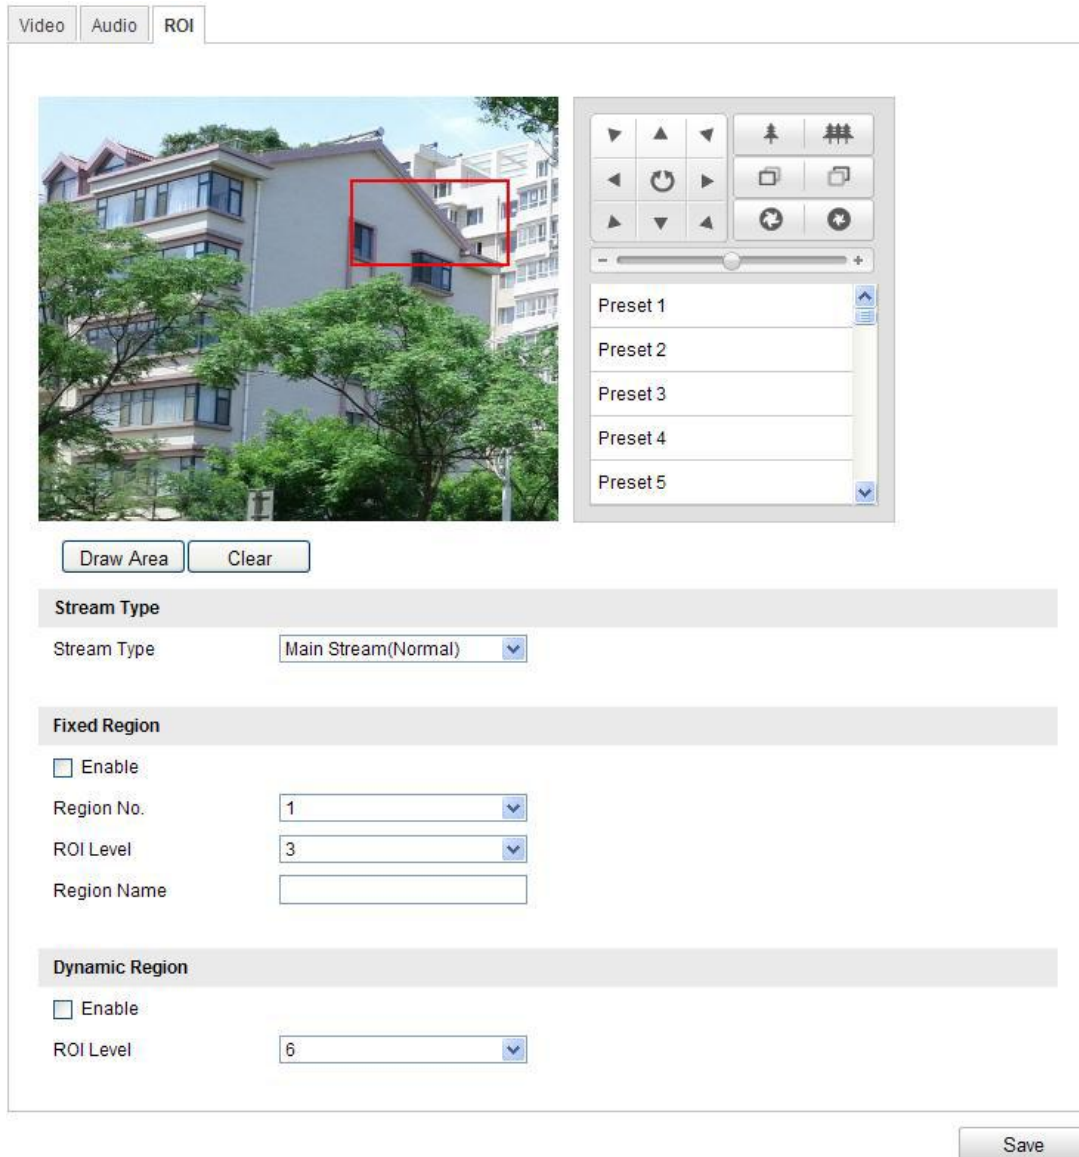 Video Audio ROI
Preset 1
Preset 2
Preset 3
Preset 4
Preset 5
Draw Area Clear
Stream Type
Stream Type Main Stream(Normal)
Fixed Region
Enable
Region No. 1
ROI Level 3
Region Name
Dynamic Region
Enable
ROI Level 6
Save